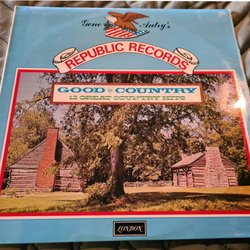 Gene Autry's
REPUBLIC RECORDS
GOOD COUNTRY
12 GREAT COUNTRY HITS
LONDON